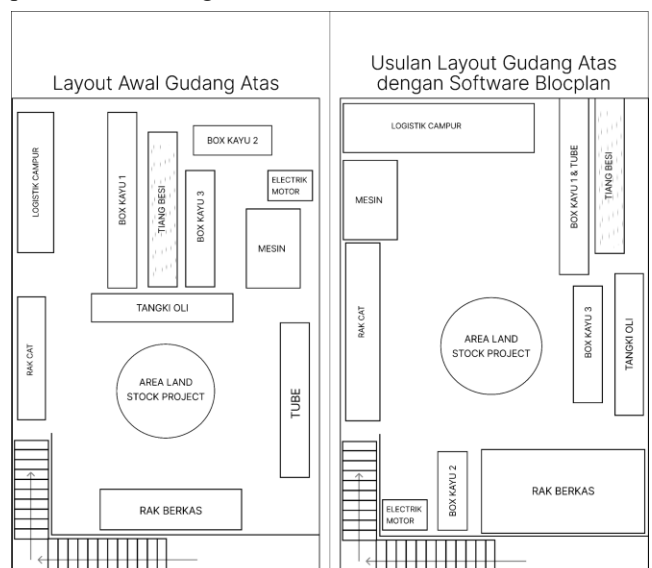 Layout Awal Gudang Atas
LOGISTIK CAMPUR
BOX KAYU 1
TIANG BESI
BOX KAYU 2
BOX KAYU 3
ELECTRIK
MOTOR
MESIN
TANGKI OLI
RAK CAT
AREA LAND
STOCK PROJECT
TUBE
RAK BERKAS
Usulan Layout Gudang Atas
dengan Software Blocplan
LOGISTIK CAMPUR
MESIN
BOX KAYU 1 & TUBE
TIANG BESI
RAK CAT
AREA LAND
STOCK PROJECT
BOX KAYU 3
TANGKI OLI
ELECTRIK
MOTOR
BOX KAYU 2
RAK BERKAS